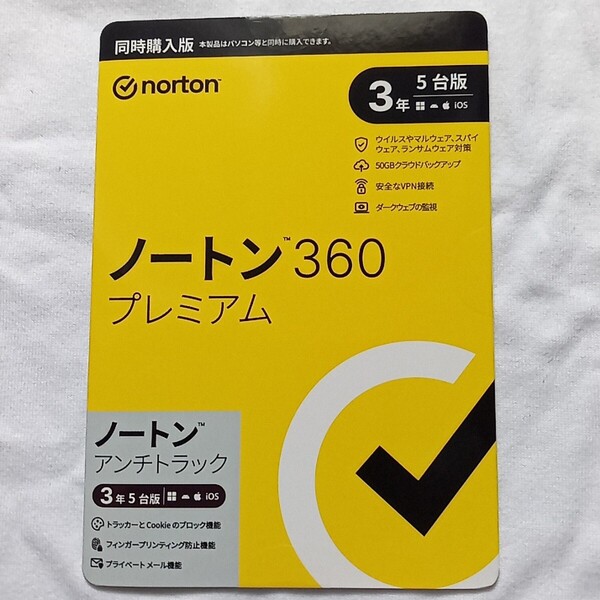 同時購入版 本製品はパソコン等と同時に購入できます。
norton
3年 5台版
iOS
ウイルスやマルウェア、スパイ
ウェア、ランサムウェア対策
50GBクラウドバックアップ
安全なVPN接続
ダークウェブの監視
ノートン™ 360
プレミアム
ノートン™
アンチトラック
3年5台版 iOS
トラッカーとCookieのブロック機能
フィンガープリンティング防止機能
プライベートメール機能